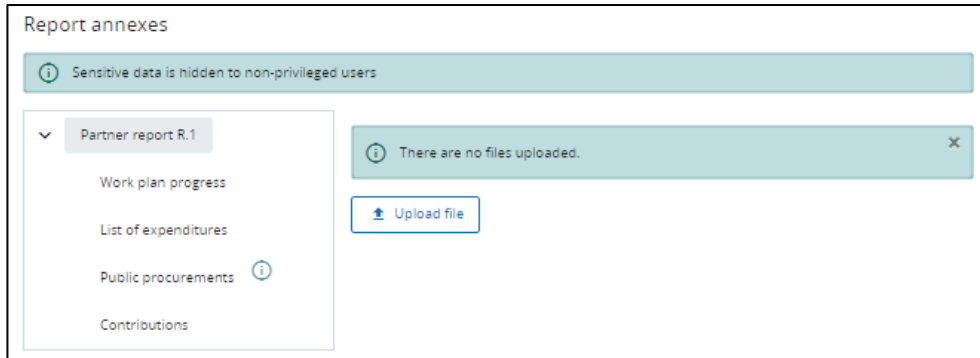 Report annexes
Sensitive data is hidden to non-privileged users
Partner report R.1
Work plan progress
List of expenditures
Public procurements
Contributions
There are no files uploaded.
Upload file